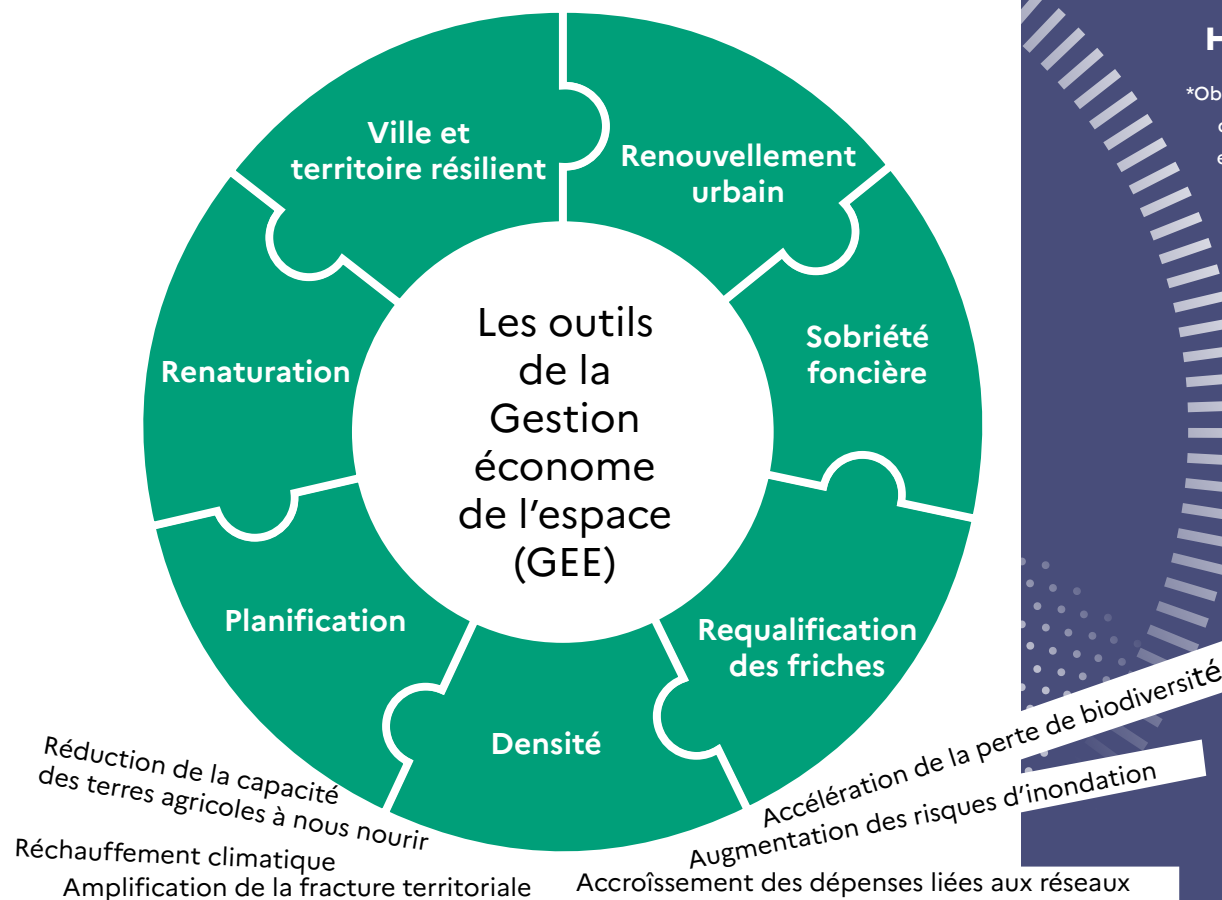 Ville et
territoire résilient
Renouvellement
urbain
Sobriété
foncière
Requalification
des friches
Densité
Planification
Renaturation
Les outils
de la
Gestion
économe
de l'espace
(GEE)
Réduction de la capacité
des terres agricoles à nous nourir
Réchauffement climatique
Amplification de la fracture territoriale
Accélération de la perte de biodiversité
Augmentation des risques d'inondation
Accroîssement des dépenses liées aux réseaux
H
*Ob